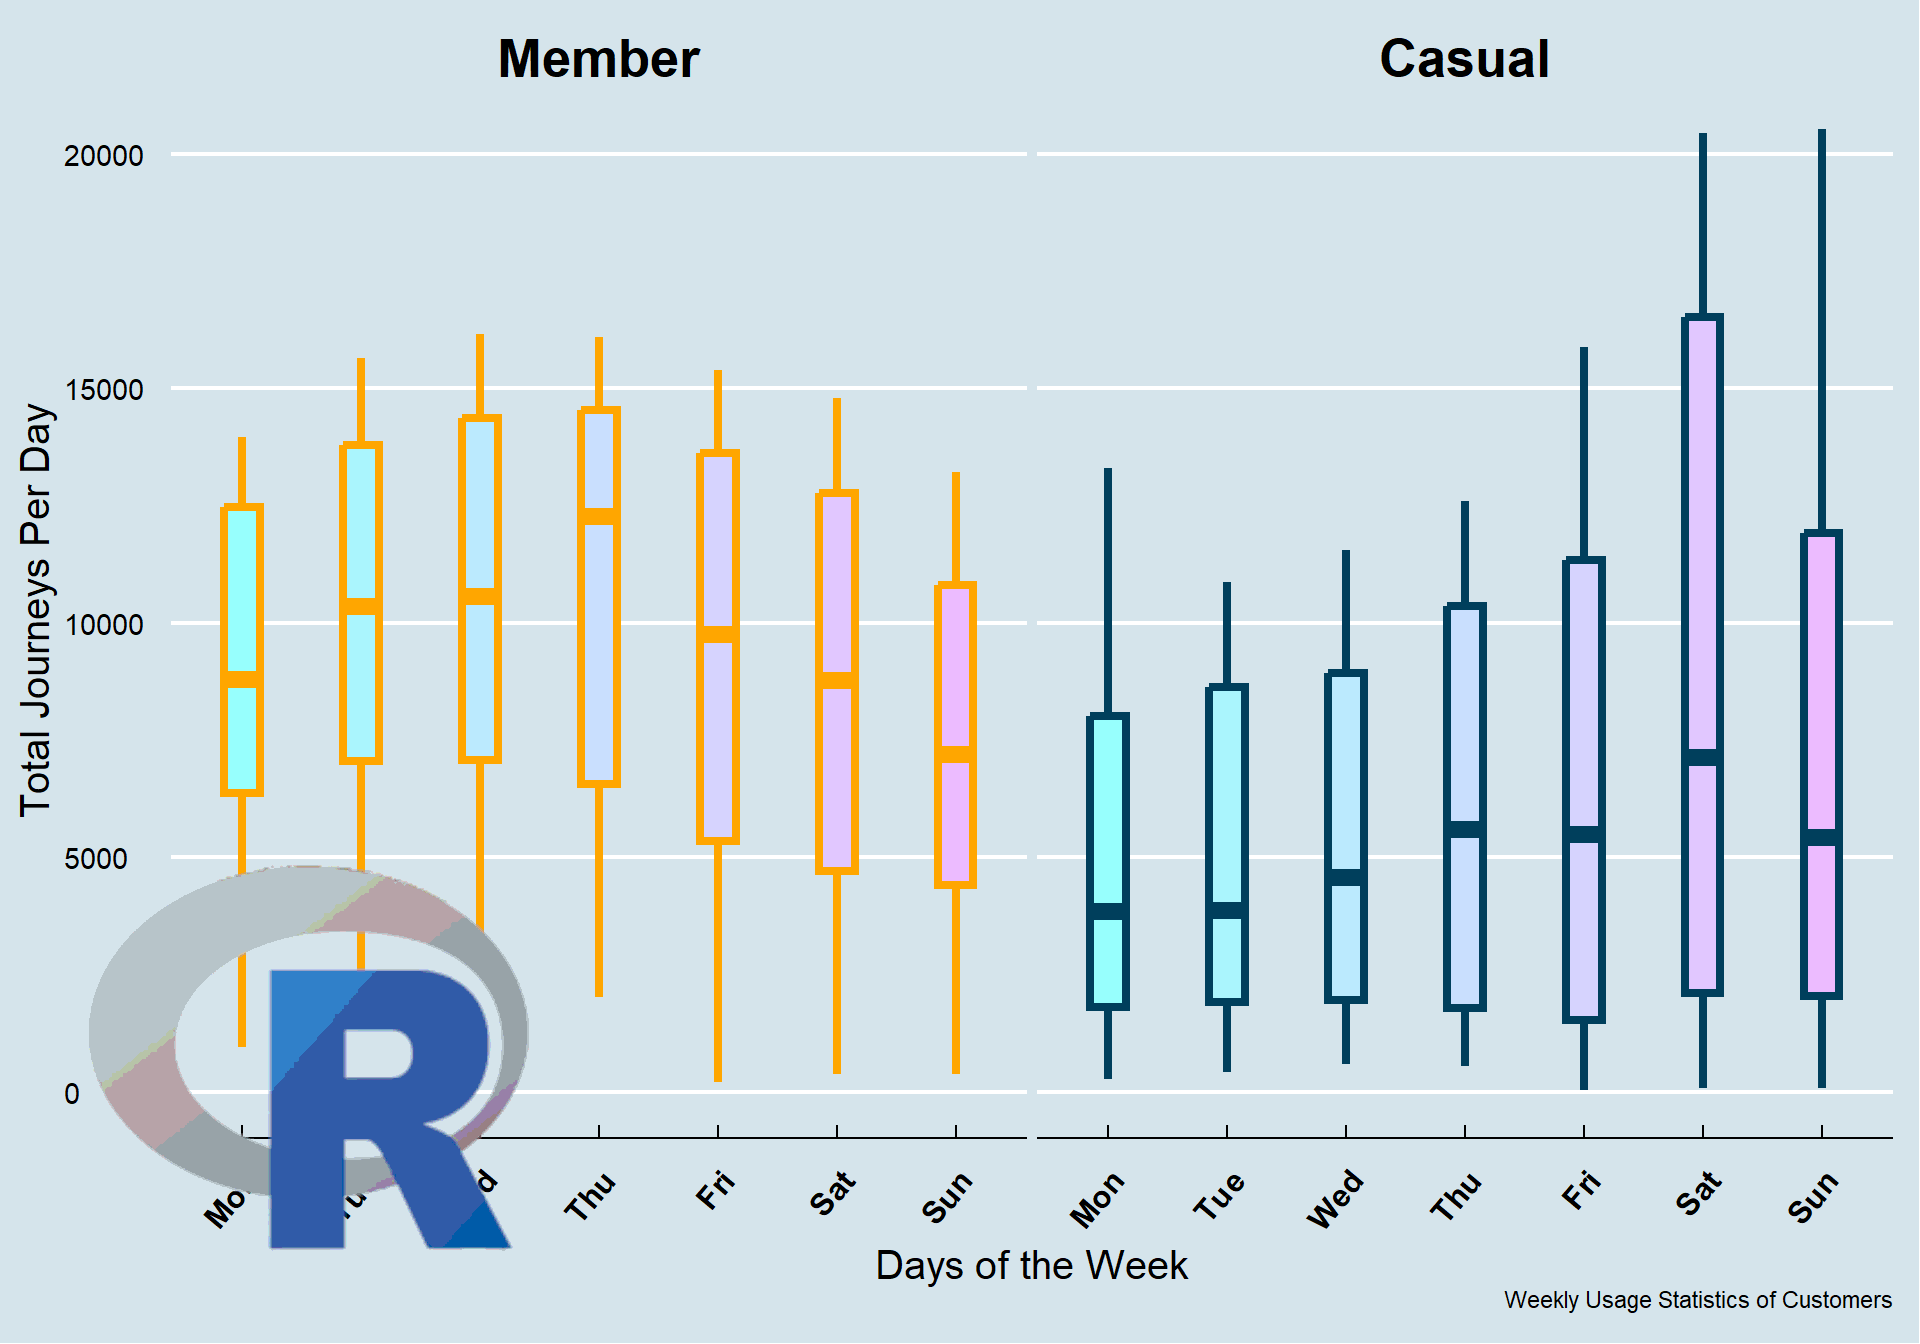 Member
Casual
20000
15000
10000
5000
0
Total Journeys Per Day
Thu
Fri
Sat
Sun
Mon
Tue
Wed
Thu
Fri
Sat
Sun
R
Days of the Week
Weekly Usage Statistics of Customers